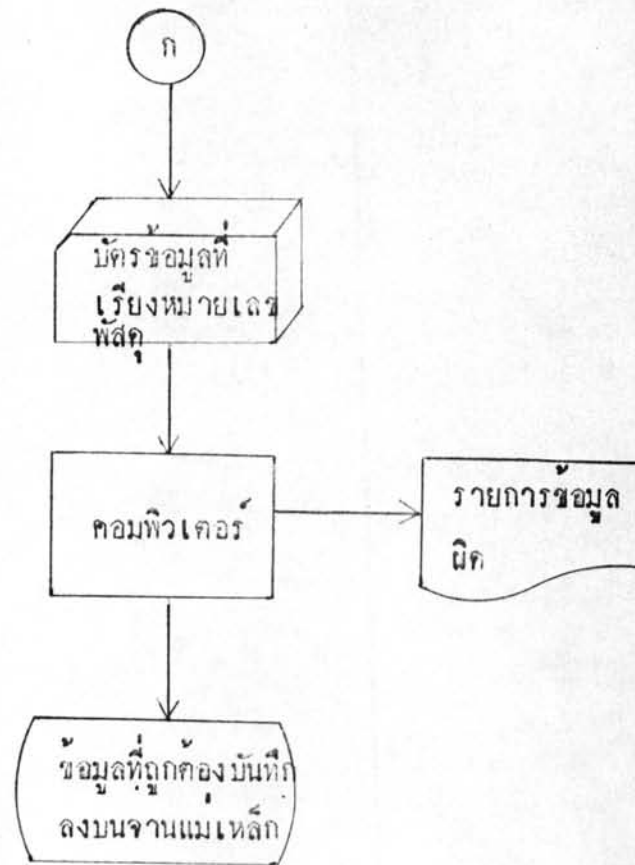 ก
บัตรข้อมูลที่
เรียงหมายเลข
พัสดุ
คอมพิวเตอร์
รายการข้อมูล
ผิด
ข้อมูลที่ถูกต้องบันทึก
ลงบนจานแม่เหล็ก